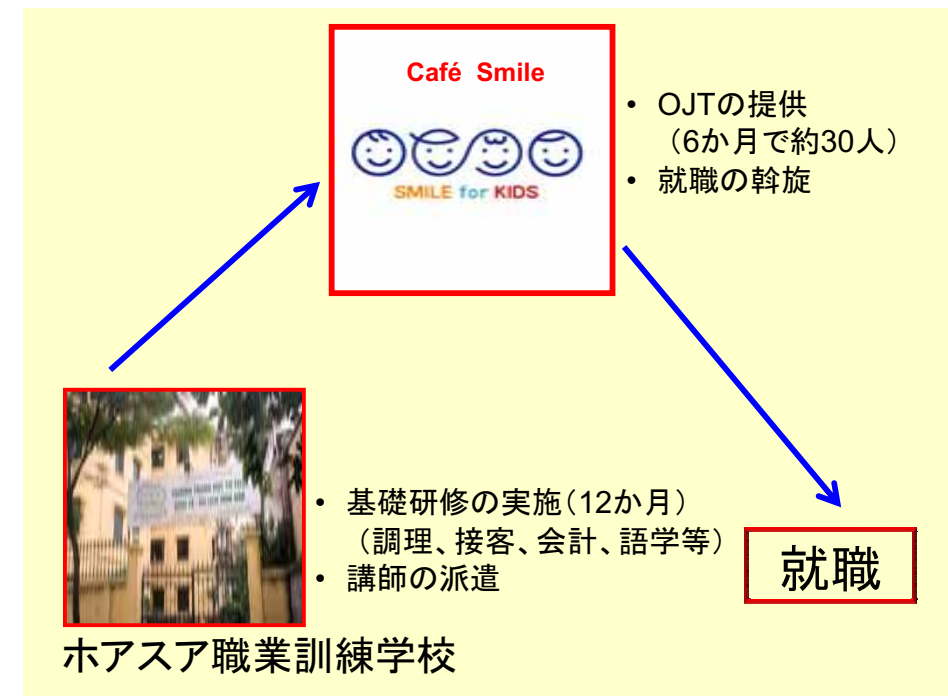 Café Smile
SMILE for KIDS
• OJTの提供
（6か月で約30人）
• 就職の斡旋
• 基礎研修の実施（12か月）
（調理、接客、会計、語学等）
• 講師の派遣
就職
ホアスア職業訓練学校